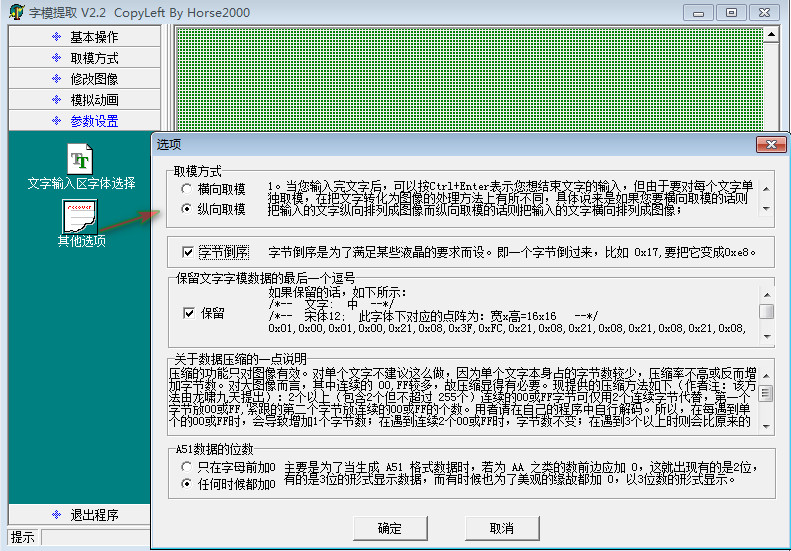 字模提取 V2.2 CopyLeft By Horse2000
基本操作
取模方式
修改图像
模拟动画
参数设置
文字输入区字体选择
其他选项
退出程序
提示
选项
取模方式
横向取模
纵向取模
1。当您输入完文字后，可以按Ctrl+Enter表示您想结束文字的输入，但由于要对每个文字单
独取模，在把文字转化为图像的处理方法上有所不同，具体说来是如果您要横向取模的话则
把输入的文字纵向排列成图像而纵向取模的话则把输入的文字横向排列成图像；
字节倒序
字节倒序是为了满足某些液晶的要求而设。即一个字节倒过来，比如 0x17,要把它变成0xe8。
保留文字字模数据的最后一个逗号
保留
如果保留的话，如下所示：
/*-- 文字: 中 --*/
/*-- 宋体12; 此字体下对应的点阵为：宽x高=16x16 --*/
0x01,0x00,0x01,0x00,0x21,0x08,0x3F,0xFC,0x21,0x08,0x21,0x08,0x21,0x08,0x21,0x08,
关于数据压缩的一点说明
压缩的功能只对图像有效。对单个文字不建议这么做，因为单个文字本身占的字节数较少，压缩率不高或反而增
加字节数。对大图像而言，其中连续的 00,FF较多，故压缩显得有必要。现提供的压缩方法如下（作者注：该方
法由龙啸九天提出）：2个以上（包含2个但不超过 255个）连续的00或FF字节可仅用2个连续字节代替，第一个
字节放00或FF,紧跟的第二个字节放连续的00或FF的个数。用者请在自己的程序中自行解码。所以，在每遇到单
个的00或FF时，会导致增加1个字节数；在遇到连续2个00或FF时，字节数不变；在遇到3个以上时则会比原来的
A51数据的位数
只在字母前加0
任何时候都加0
主要是为了当生成 A51 格式数据时，若为 AA 之类的数前边应加 0，这就出现有的是2位，
有的是3位的形式显示数据，而有时候也为了美观的缘故都加 0，以3位数的形式显示。
确定
取消